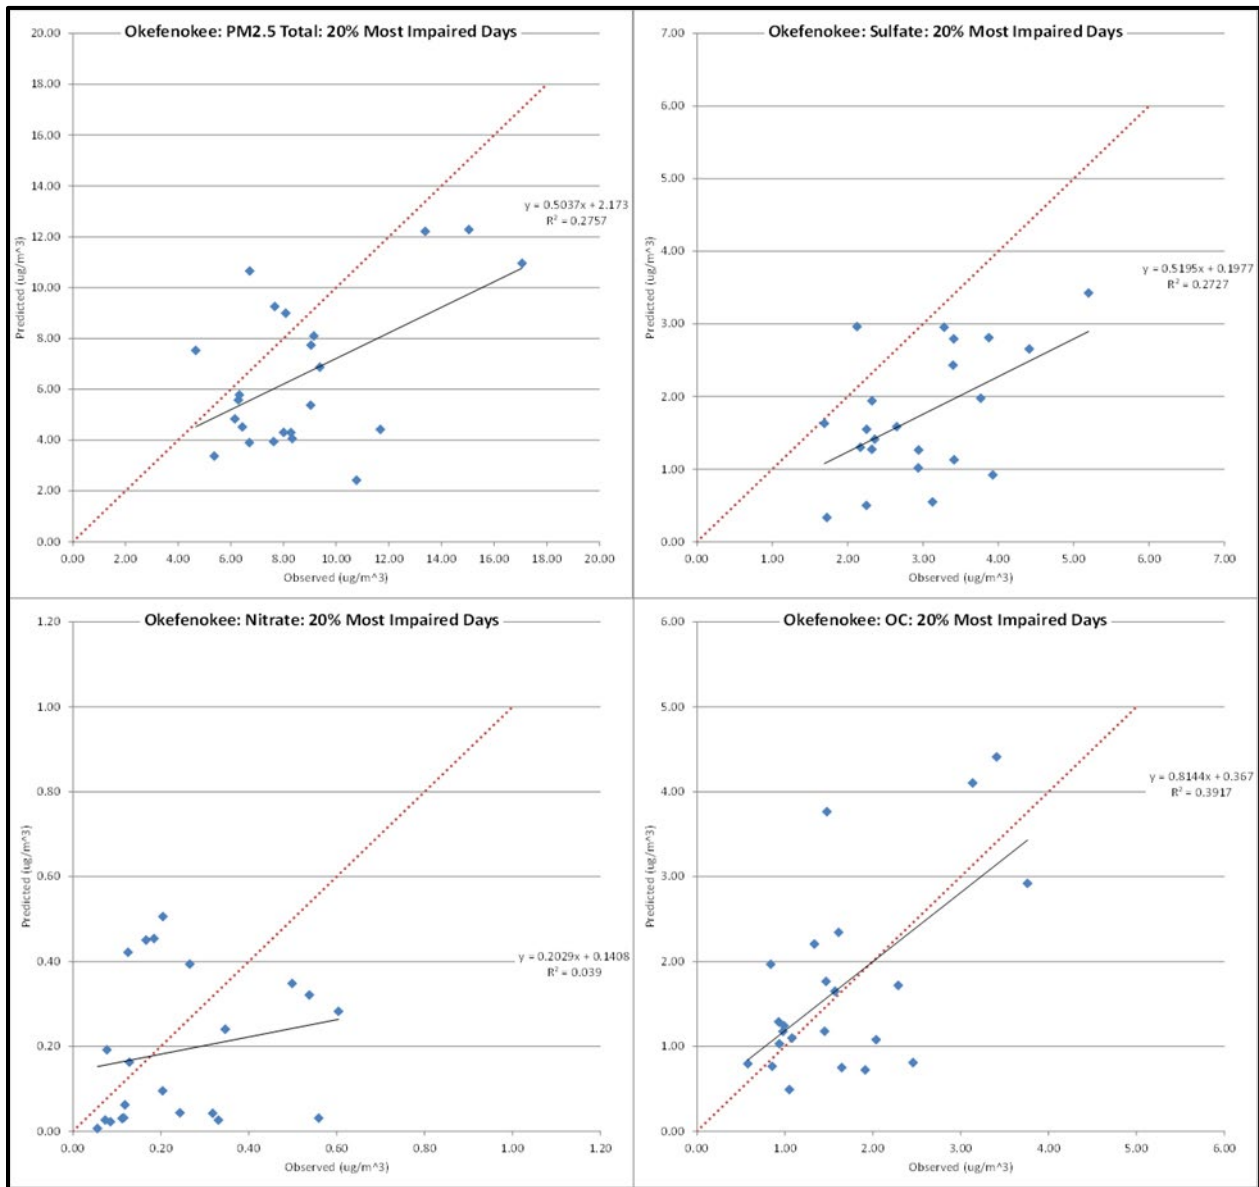 Okefenokee: PM2.5 Total: 20% Most Impaired Days
20.00
18.00
16.00
14.00
12.00
10.00
8.00
6.00
4.00
2.00
0.00
Predicted (ug/m^3)
y = 0.5037x + 2.173
R² = 0.2757
0.00 2.00 4.00 6.00 8.00 10.00 12.00 14.00 16.00 18.00 20.00
Observed (ug/m^3)
Okefenokee: Sulfate: 20% Most Impaired Days
7.00
6.00
5.00
4.00
3.00
2.00
1.00
0.00
Predicted (ug/m^3)
y = 0.5195x + 0.1977
R² = 0.2727
0.00 1.00 2.00 3.00 4.00 5.00 6.00 7.00
Observed (ug/m^3)
Okefenokee: Nitrate: 20% Most Impaired Days
1.20
1.00
0.80
0.60
0.40
0.20
0.00
Predicted (ug/m^3)
y = 0.2029x + 0.1408
R² = 0.039
0.00 0.20 0.40 0.60 0.80 1.00 1.20
Observed (ug/m^3)
Okefenokee: OC: 20% Most Impaired Days
6.00
5.00
4.00
3.00
2.00
1.00
0.00
Predicted (ug/m^3)
y = 0.8144x + 0.367
R² = 0.3917
0.00 1.00 2.00 3.00 4.00 5.00 6.00
Observed (ug/m^3)